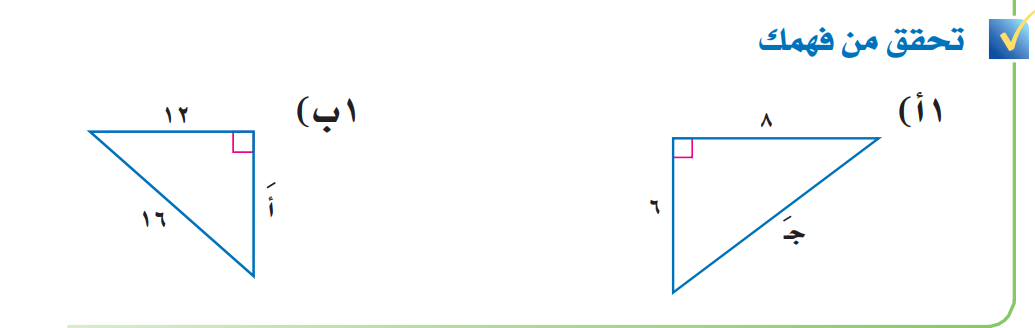 تحقق من فهمك
١أ)
٨
٦
جـَ
١ب)
١٢
١٦
أَ